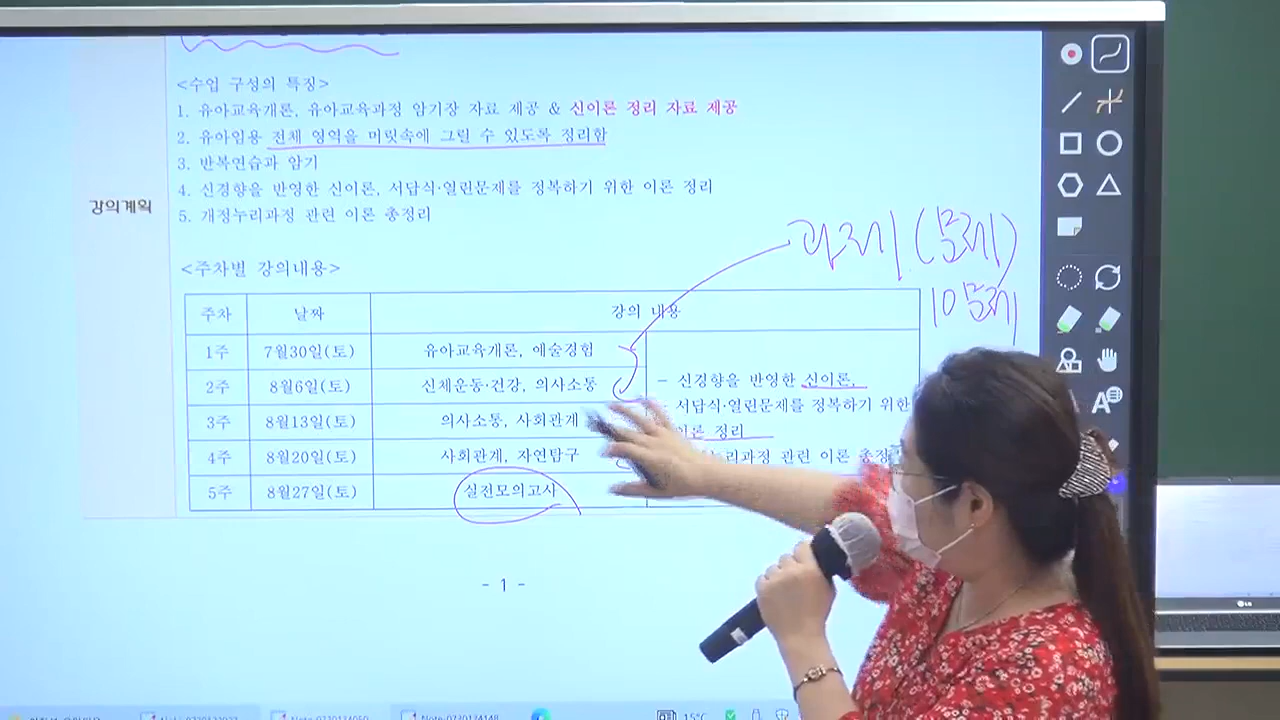 <수업 구성의 특징>
1. 유아교육개론, 유아교육과정 암기장 자료 제공 & 신이론 정리 자료 제공
2. 유아임용 전체 영역을 머릿속에 그릴 수 있도록 정리함
3. 반복연습과 암기
4. 신경향을 반영한 신이론, 서답식·열린문제를 정복하기 위한 이론 정리
5. 개정누리과정 관련 이론 총정리
강의계획
과제 (문제)
10문제
<주차별 강의내용>
주차 날짜 강의 내용
1주 7월30일(토) 유아교육개론, 예술경험
2주 8월6일(토) 신체운동·건강, 의사소통
3주 8월13일(토) 의사소통, 사회관계
4주 8월20일(토) 사회관계, 자연탐구
5주 8월27일(토) 실전모의고사
- 신경향을 반영한 신이론,
서답식·열린문제를 정복하기 위한
이론 정리
누리과정 관련 이론
- 1 -
15°C
LG